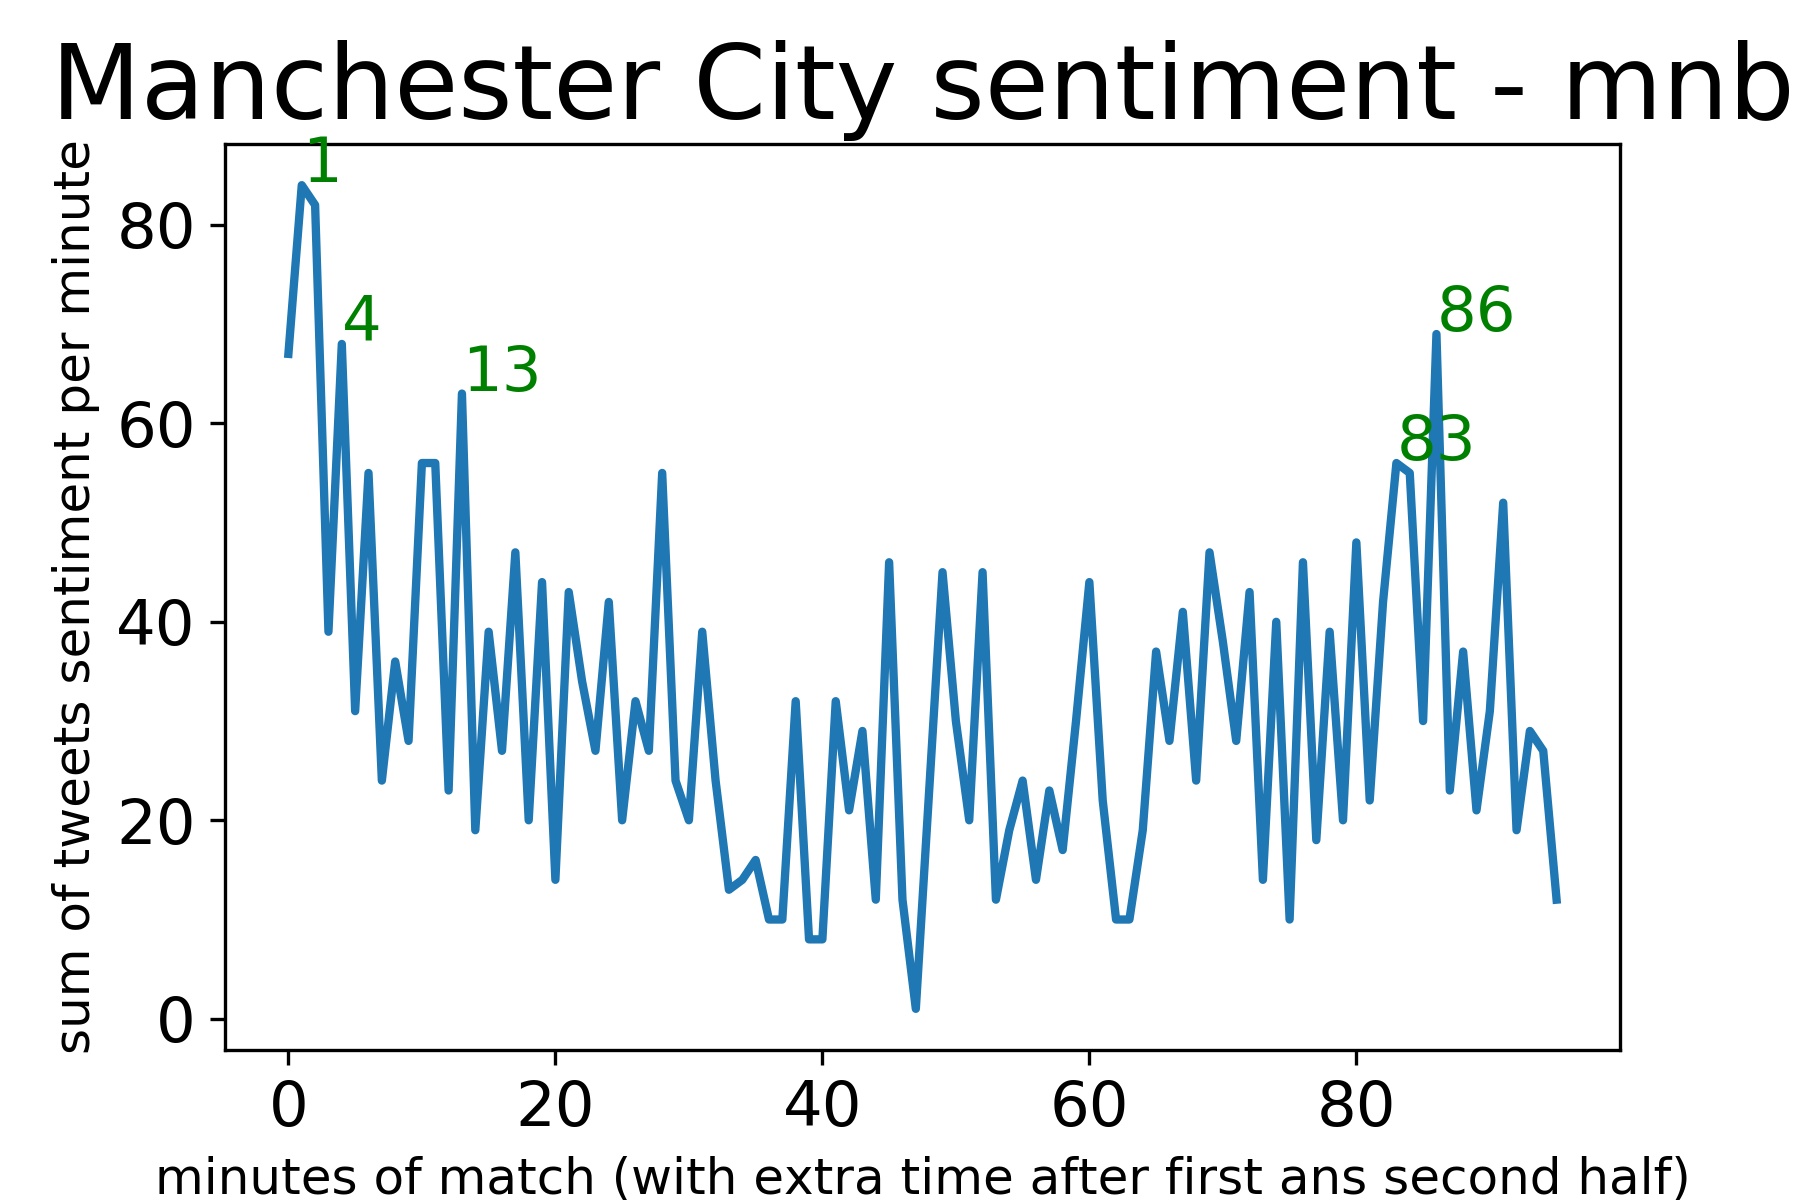 Manchester City sentiment - mnb
sum of tweets sentiment per minute
80
60
40
20
0
1
4
13
83
86
0 20 40 60 80
minutes of match (with extra time after first ans second half)